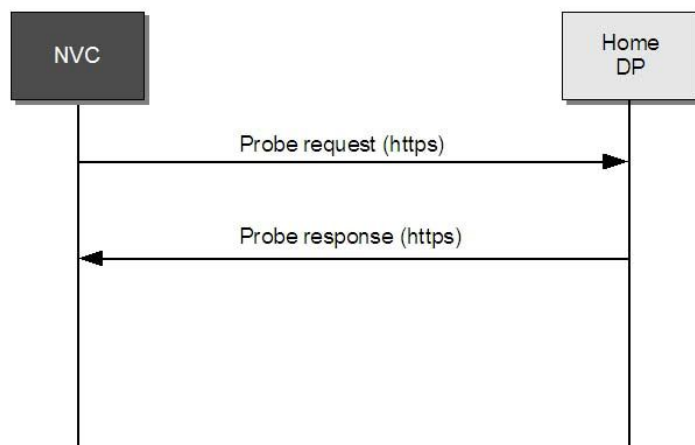 NVC
Home
DP
Probe request (https)
Probe response (https)